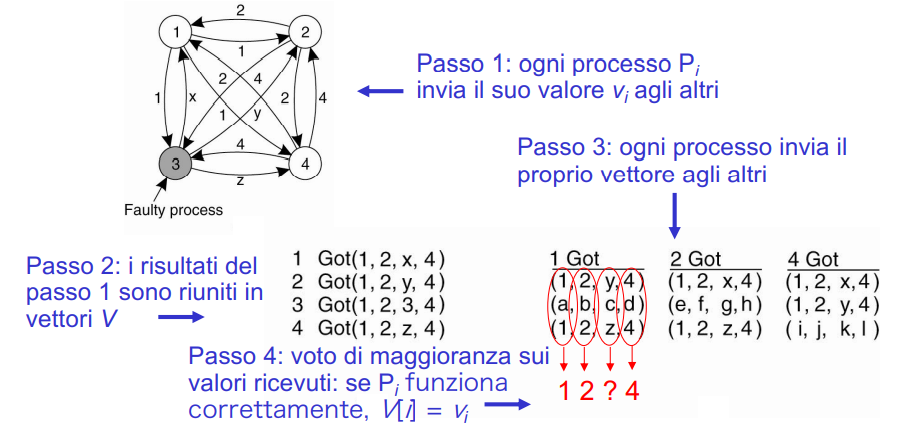 2
1
2
1
Passo 1: ogni processo Pi
invia il suo valore vi agli altri
2
4
1
x
2
4
1
y
4
3
4
z
Faulty process
Passo 3: ogni processo invia il
proprio vettore agli altri
Passo 2: i risultati del
passo 1 sono riuniti in
vettori V
1 Got(1, 2, x, 4)
2 Got(1, 2, y, 4)
3 Got(1, 2, 3, 4)
4 Got(1, 2, z, 4)
1 Got
(1, 2, y, 4)
(a, b, c, d)
(1, 2, z, 4)
2 Got
(1, 2, x, 4)
(e, f, g, h)
(1, 2, z, 4)
4 Got
(1, 2, x, 4)
(1, 2, y, 4)
(i, j, k, l)
Passo 4: voto di maggioranza sui
valori ricevuti: se Pi funziona
correttamente, V[i] = vi
1 2 ? 4